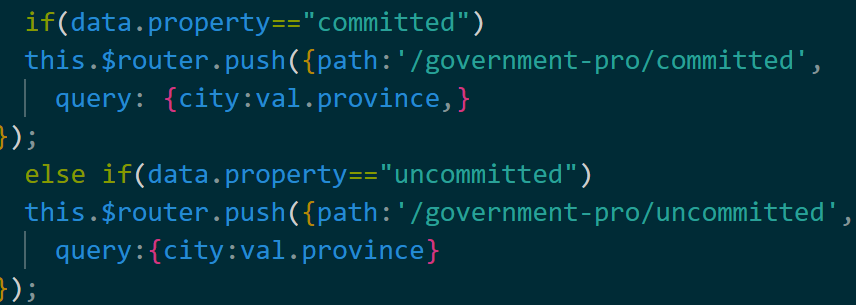 if(data.property=="committed")
this.$router.push({path:'/government-pro/committed',
query: {city:val.province,}
});
else if(data.property=="uncommitted")
this.$router.push({path:'/government-pro/uncommitted',
query:{city:val.province}
});